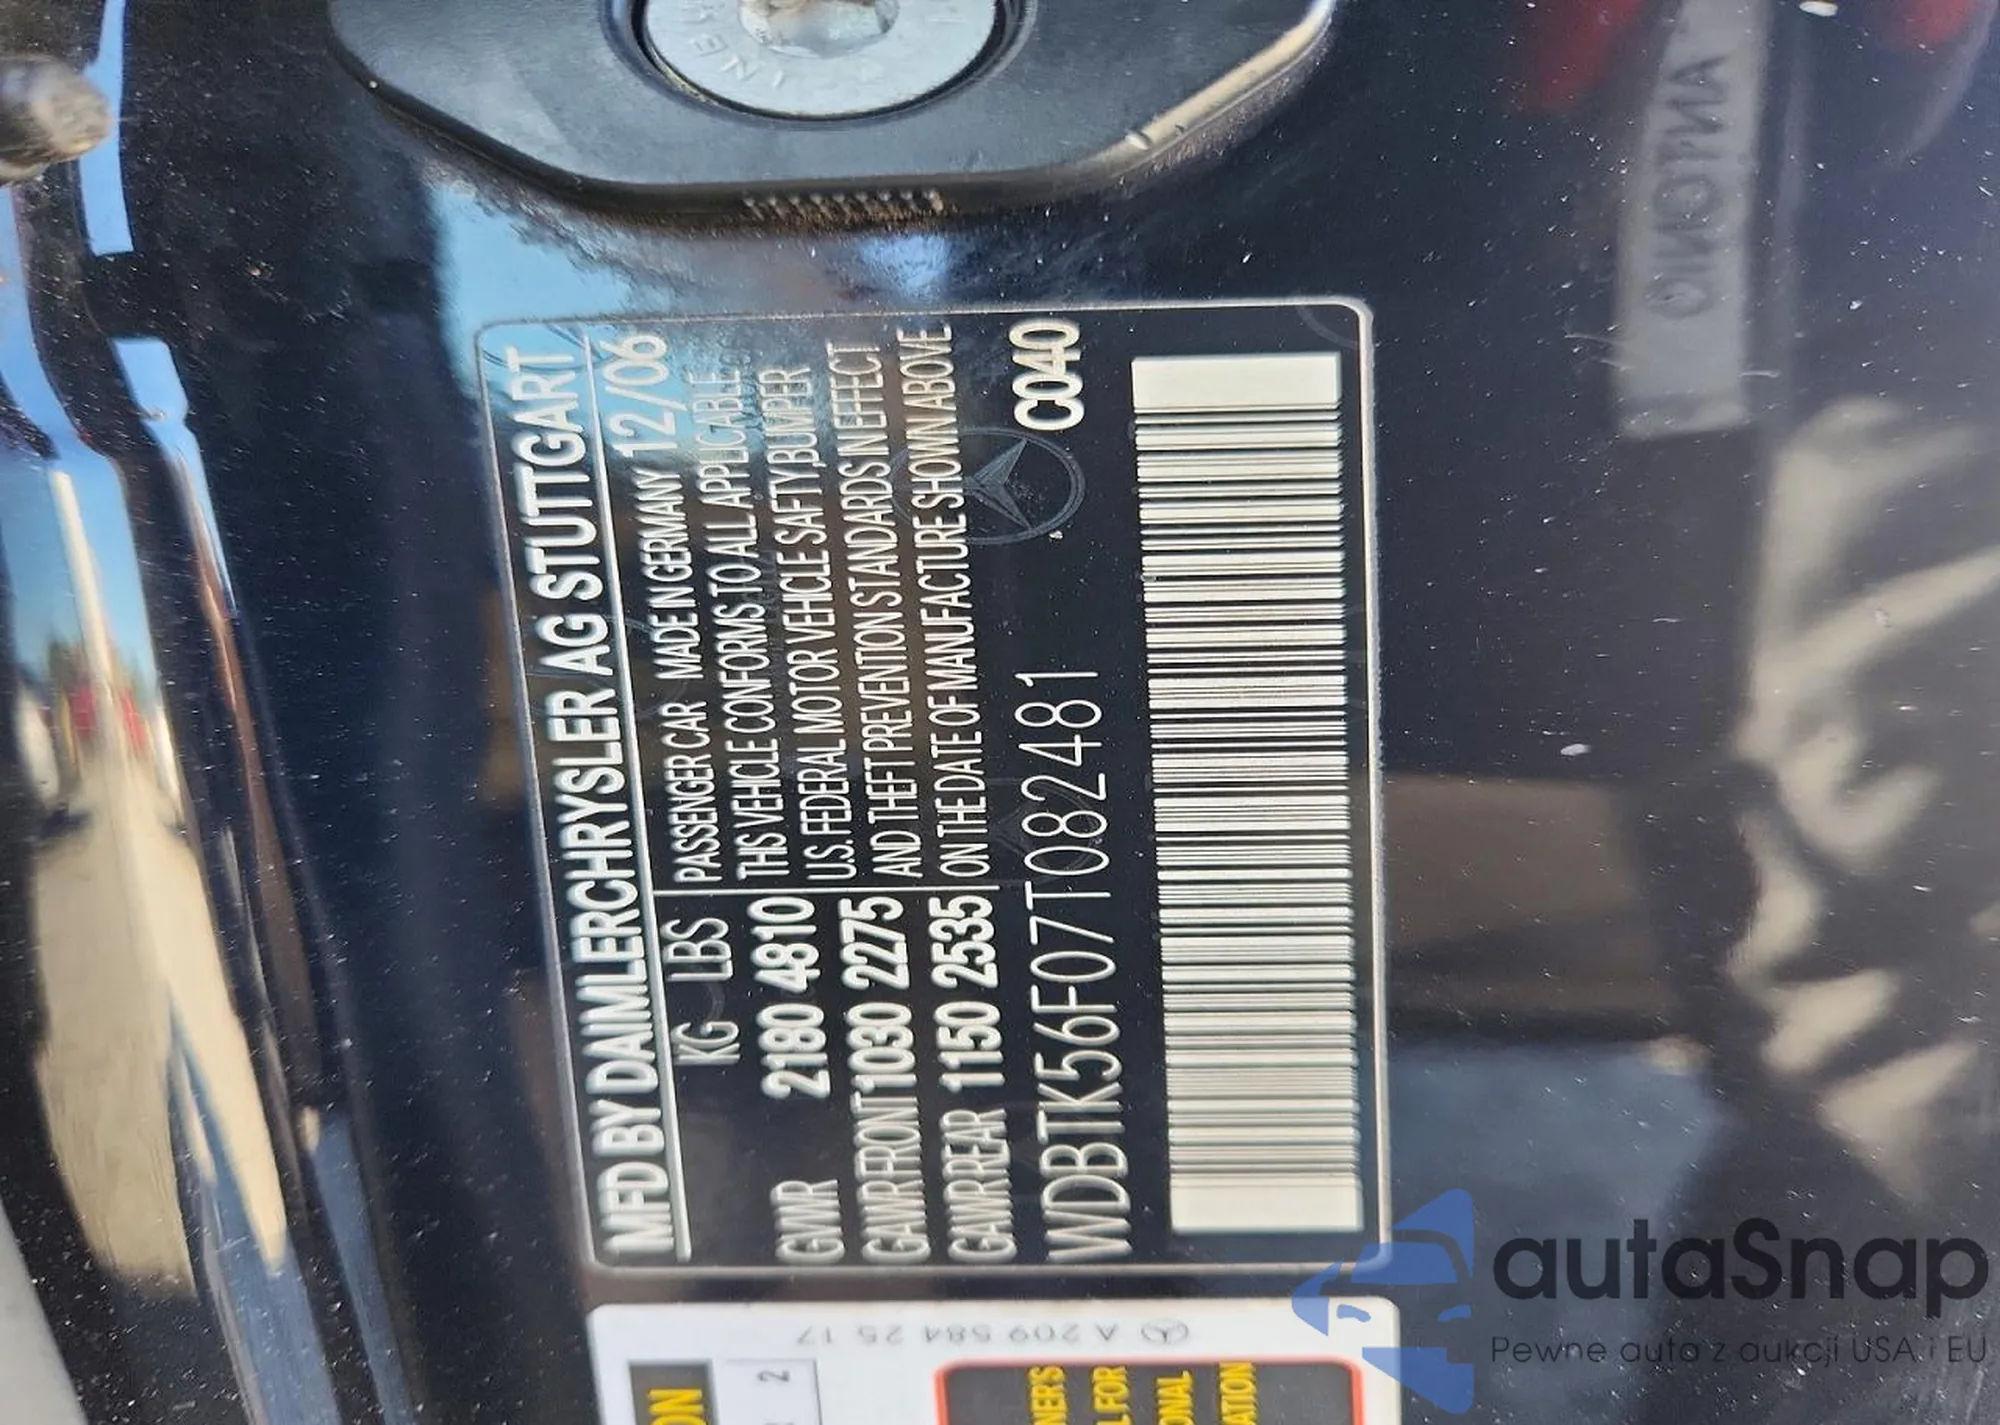 MFD BY DAIMLERCHRYSLER AG STUTTGART
KG LBS PASSENGER CAR MADE IN GERMANY 12/06
GVWR 2180 4810 THIS VEHICLE CONFORMS TO ALL APPLICABLE
U.S. FEDERAL MOTOR VEHICLE SAFTY,BUMPER
GAWR FRONT 1030 2275 AND THEFT PREVENTION STANDARDS IN EFFECT
GAWR REAR 1150 2535 ON THE DATE OF MANUFACTURE SHOWN ABOVE
WDBTK56F07T082481 C040
A 209 584 25 17
2
autaSnap
Pewne auta z aukcji USA i EU